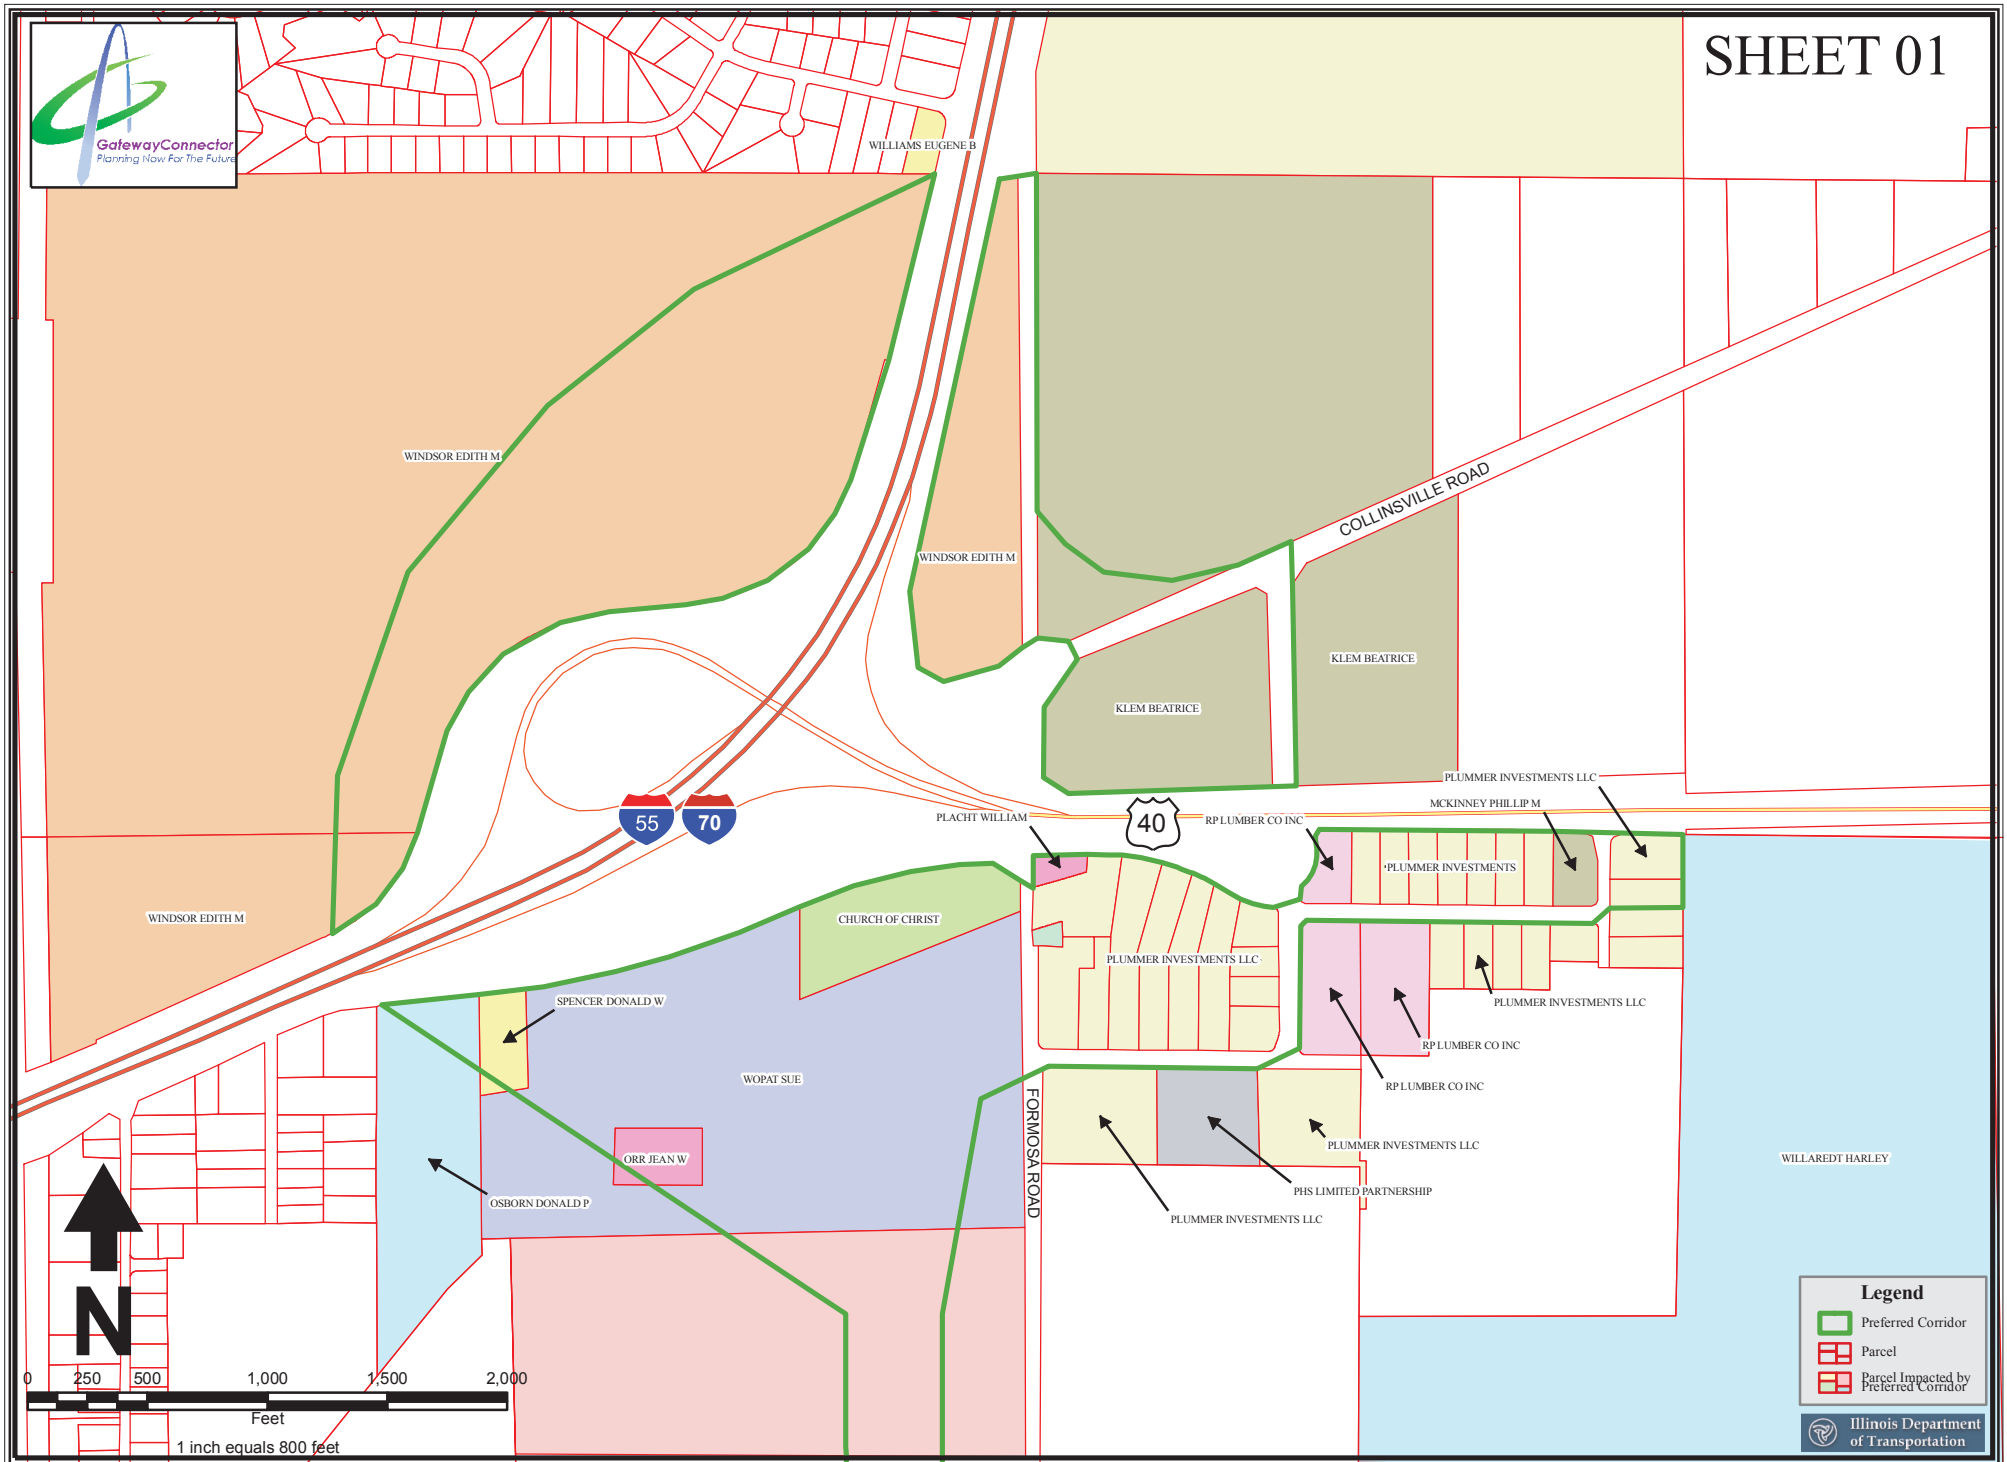 SHEET 01
GatewayConnector
Planning Now For The Future
WILLIAMS EUGENE B
WINDSOR EDITH M
COLLINSVILLE ROAD
WINDSOR EDITH M
KLEM BEATRICE
KLEM BEATRICE
PLUMMER INVESTMENTS LLC
MCKINNEY PHILLIP M
PLACHT WILLIAM
RP LUMBER CO INC
55
70
40
PLUMMER INVESTMENTS
WINDSOR EDITH M
CHURCH OF CHRIST
PLUMMER INVESTMENTS LLC
SPENCER DONALD W
PLUMMER INVESTMENTS LLC
RP LUMBER CO INC
WOPAT SUE
RP LUMBER CO INC
FORMOSA ROAD
PLUMMER INVESTMENTS LLC
ORR JEAN W
WILLAREDT HARLEY
OSBORN DONALD P
PHS LIMITED PARTNERSHIP
PLUMMER INVESTMENTS LLC
N
0 250 500 1,000 1,500 2,000
Feet
1 inch equals 800 feet
Legend
Preferred Corridor
Parcel
Parcel Impacted by
Preferred Corridor
Illinois Department
of Transportation